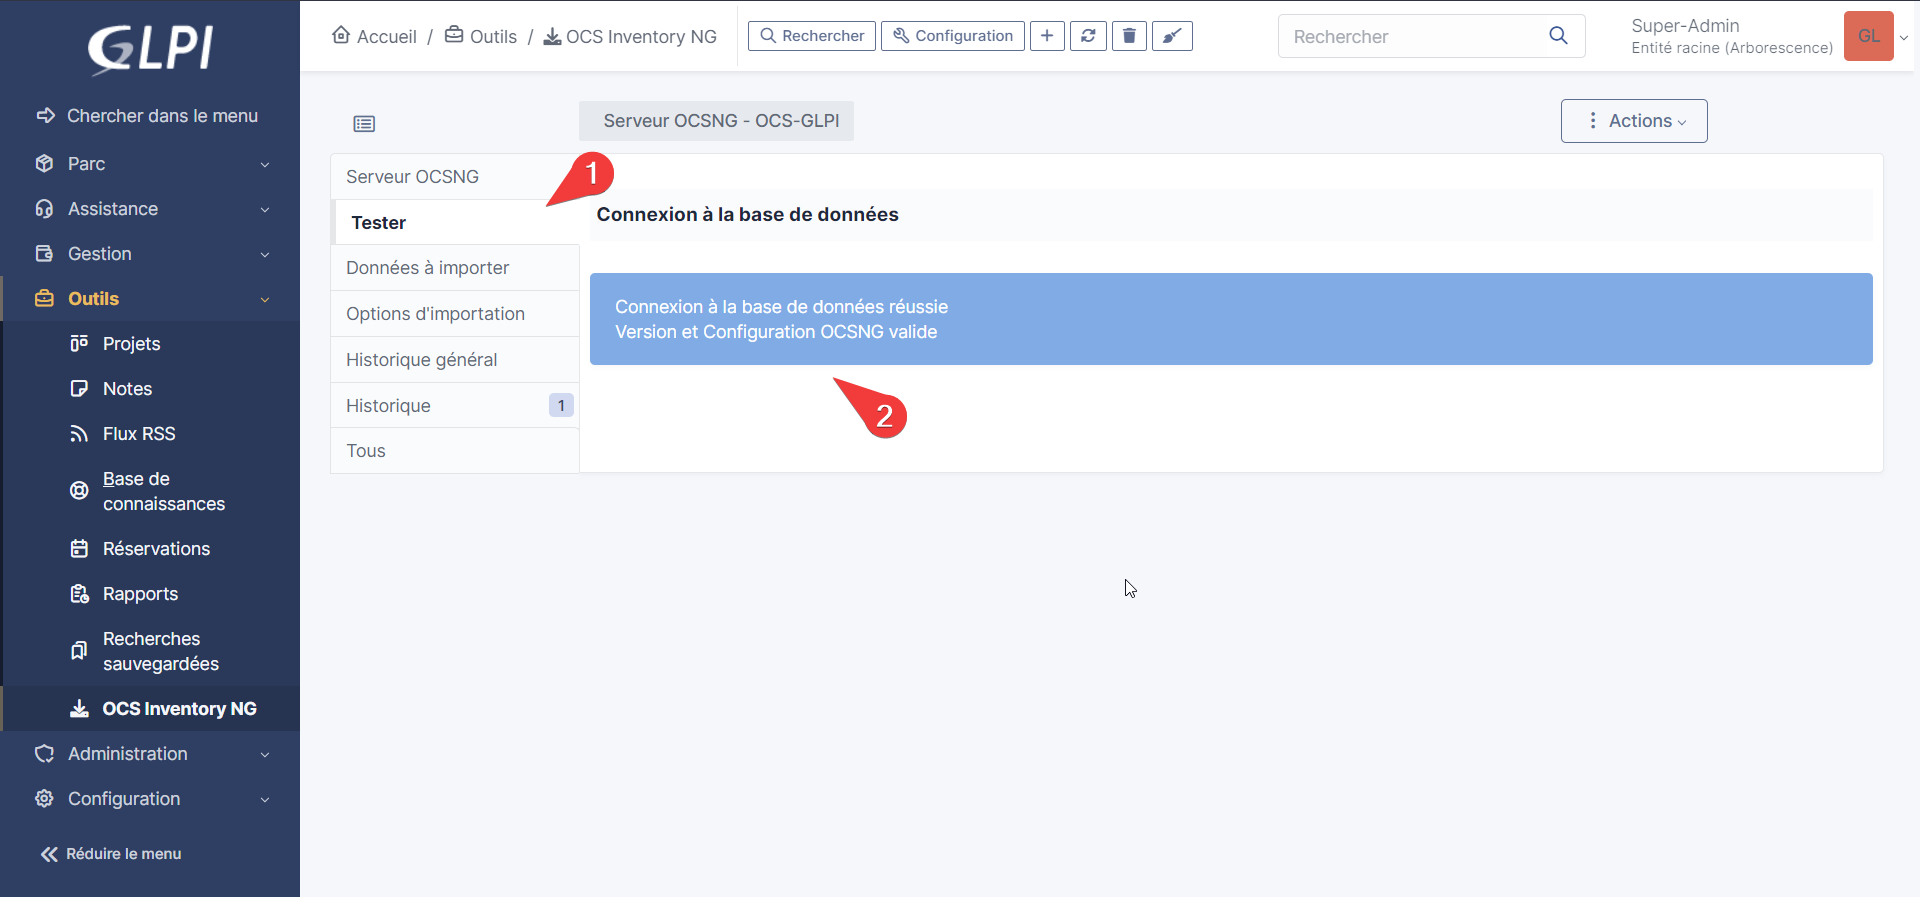 GLPI
Chercher dans le menu
Parc
Assistance
Gestion
Outils
Projets
Notes
Flux RSS
Base de
connaissances
Réservations
Rapports
Recherches
sauvegardées
OCS Inventory NG
Administration
Configuration
Réduire le menu
Accueil / Outils / OCS Inventory NG
Rechercher
Configuration
Rechercher
Super-Admin
Entité racine (Arborescence)
GL
Serveur OCSNG - OCS-GLPI
Actions
Serveur OCSNG
Tester
Données à importer
Options d'importation
Historique général
Historique 1
Tous
1
Connexion à la base de données
Connexion à la base de données réussie
Version et Configuration OCSNG valide
2